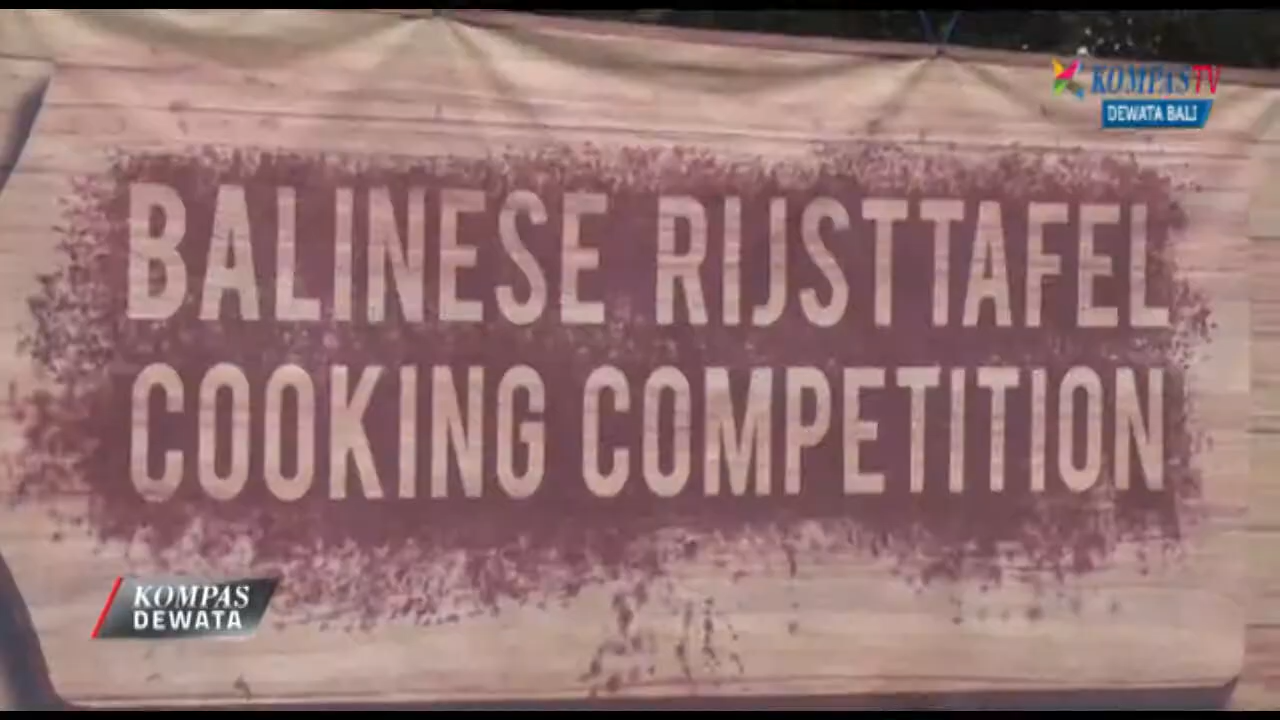 KOMPASTV
DEWATA BALI
BALINESE RIJSTTAFEL
COOKING COMPETITION
KOMPAS
DEWATA